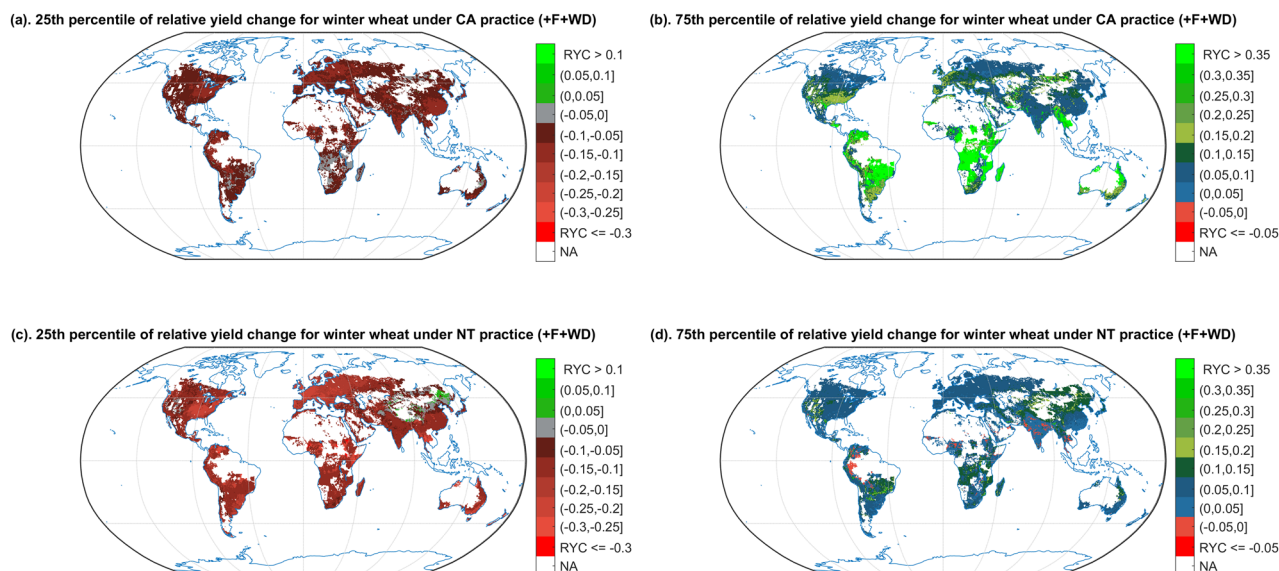 (a). 25th percentile of relative yield change for winter wheat under CA practice (+F+WD)
RYC > 0.1
(0.05,0.1]
(0,0.05]
(-0.05,0]
(-0.1,-0.05]
(-0.15,-0.1]
(-0.2,-0.15]
(-0.25,-0.2]
(-0.3,-0.25]
RYC <= -0.3
NA
(b). 75th percentile of relative yield change for winter wheat under CA practice (+F+WD)
RYC > 0.35
(0.3,0.35]
(0.25,0.3]
(0.2,0.25]
(0.15,0.2]
(0.1,0.15]
(0.05,0.1]
(0,0.05]
(-0.05,0]
RYC <= -0.05
NA
(c). 25th percentile of relative yield change for winter wheat under NT practice (+F+WD)
RYC > 0.1
(0.05,0.1]
(0,0.05]
(-0.05,0]
(-0.1,-0.05]
(-0.15,-0.1]
(-0.2,-0.15]
(-0.25,-0.2]
(-0.3,-0.25]
RYC <= -0.3
NA
(d). 75th percentile of relative yield change for winter wheat under NT practice (+F+WD)
RYC > 0.35
(0.3,0.35]
(0.25,0.3]
(0.2,0.25]
(0.15,0.2]
(0.1,0.15]
(0.05,0.1]
(0,0.05]
(-0.05,0]
RYC <= -0.05
NA